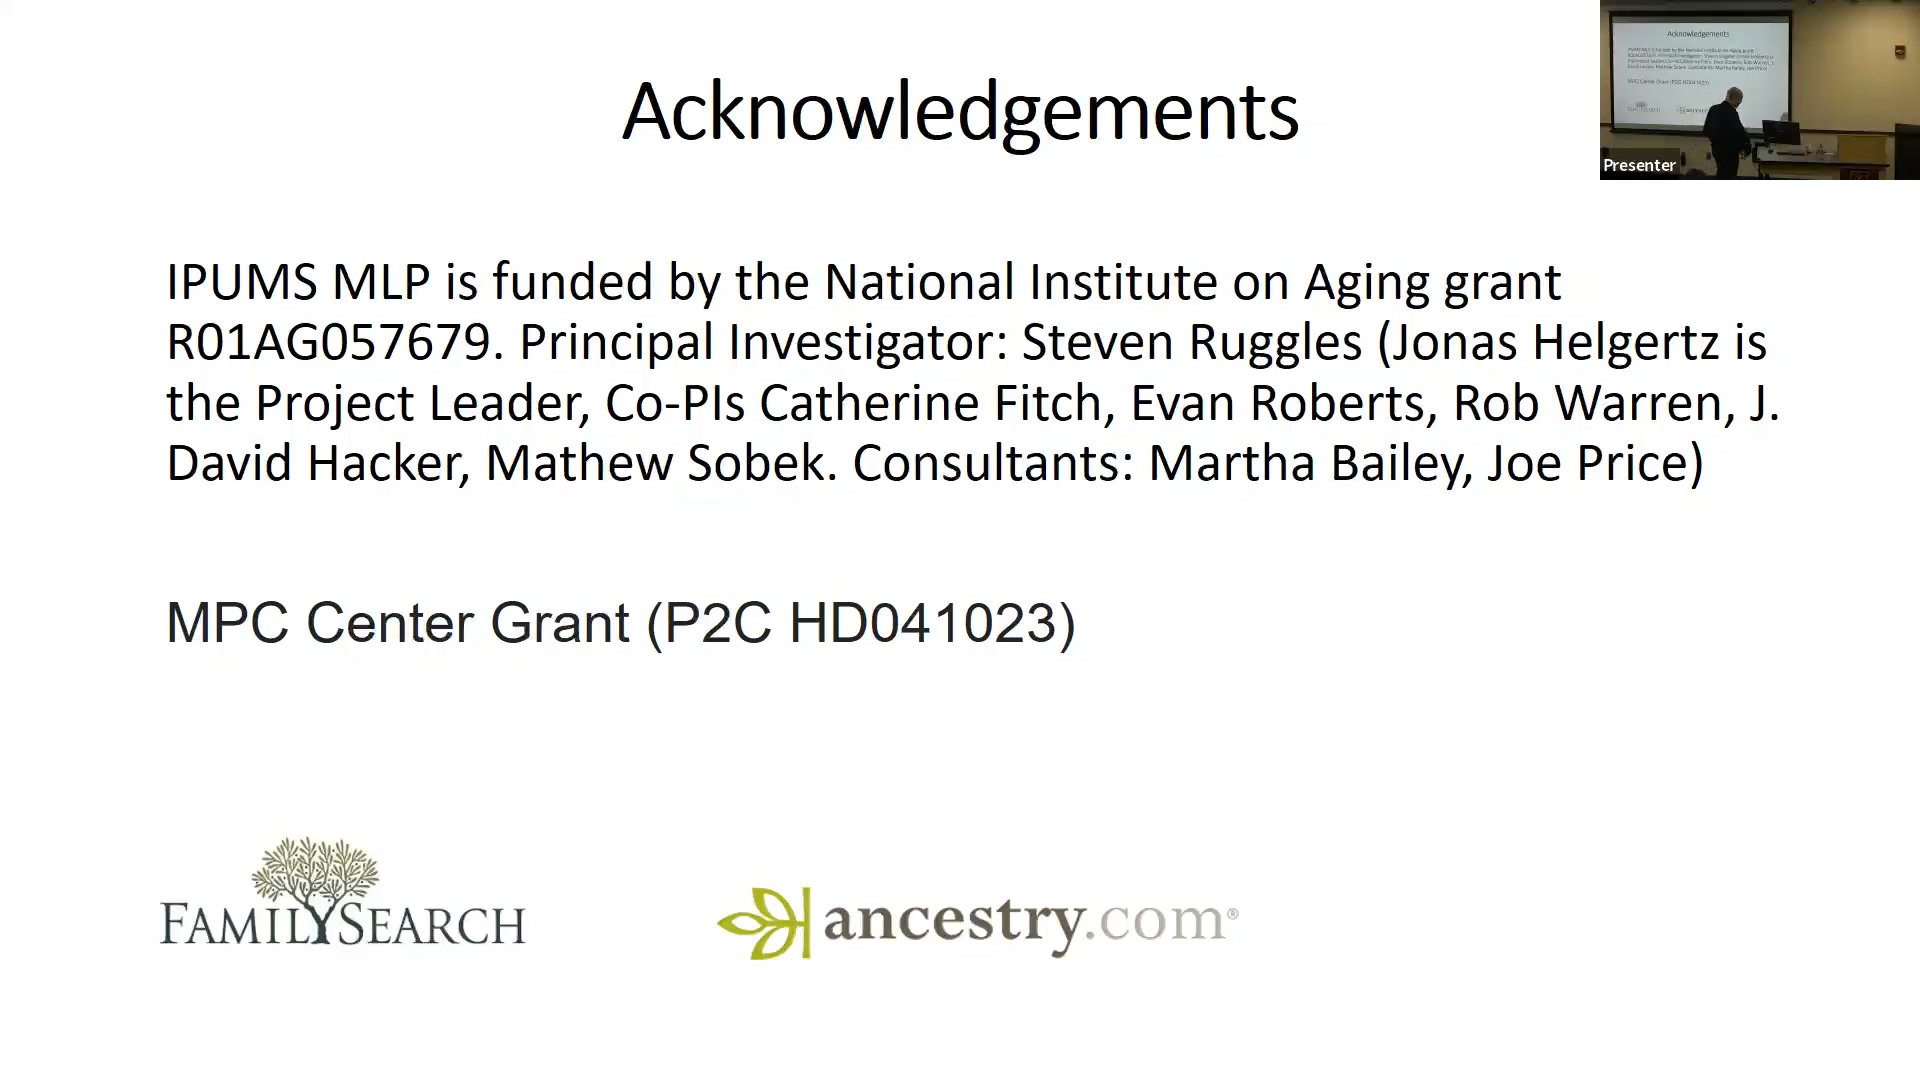 Acknowledgements
Presenter
IPUMS MLP is funded by the National Institute on Aging grant
R01AG057679. Principal Investigator: Steven Ruggles (Jonas Helgertz is
the Project Leader, Co-PIs Catherine Fitch, Evan Roberts, Rob Warren, J.
David Hacker, Mathew Sobek. Consultants: Martha Bailey, Joe Price)
MPC Center Grant (P2C HD041023)
FAMILYSEARCH
ancestry.com®